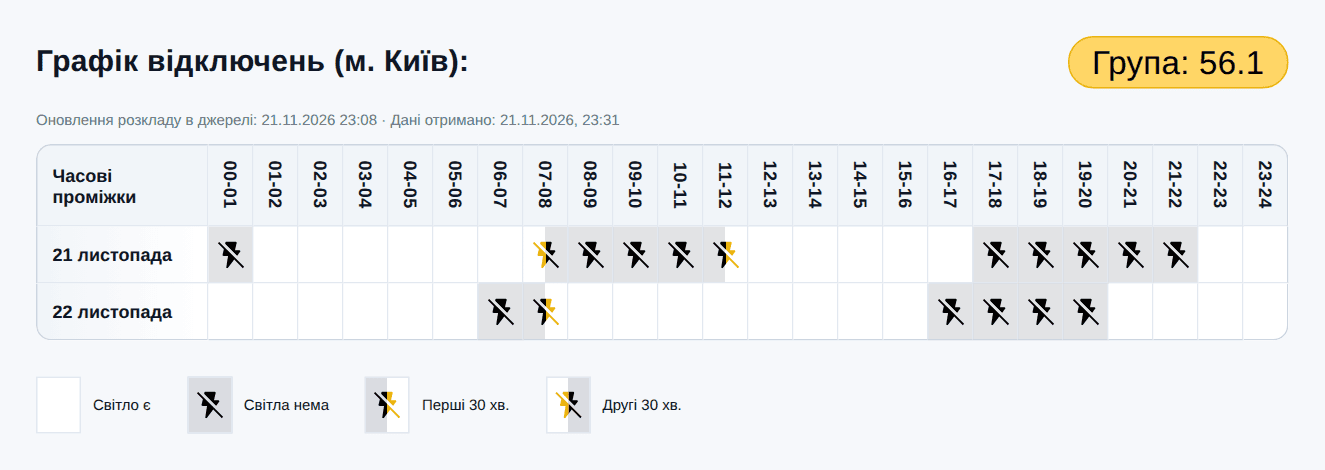 Графік відключень (м. Київ):
Група: 56.1
Оновлення розкладу в джерелі: 21.11.2026 23:08 · Дані отримано: 21.11.2026, 23:31
Часові
проміжки
00-01
01-02
02-03
03-04
04-05
05-06
06-07
07-08
08-09
09-10
10-11
11-12
12-13
13-14
14-15
15-16
16-17
17-18
18-19
19-20
20-21
21-22
22-23
23-24
21 листопада
22 листопада
Світло є
Світла нема
Перші 30 хв.
Другі 30 хв.